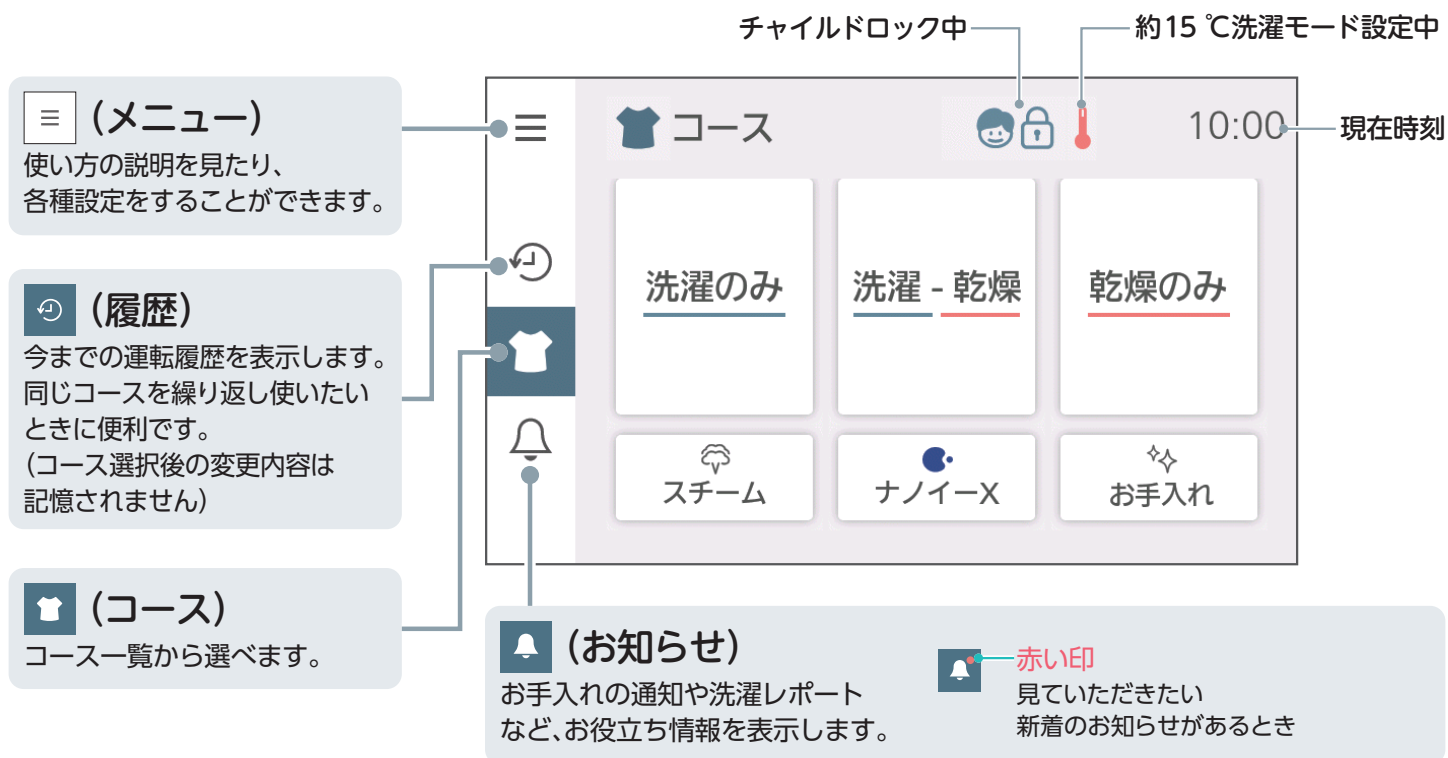 チャイルドロック中
約15 ℃洗濯モード設定中
(メニュー)
使い方の説明を見たり、
各種設定をすることができます。
コース
10:00
現在時刻
洗濯のみ
洗濯 - 乾燥
乾燥のみ
スチーム
ナノイーX
お手入れ
(履歴)
今までの運転履歴を表示します。
同じコースを繰り返し使いたい
ときに便利です。
(コース選択後の変更内容は
記憶されません)
(コース)
コース一覧から選べます。
(お知らせ)
お手入れの通知や洗濯レポート
など、お役立ち情報を表示します。
赤い印
見ていただきたい
新着のお知らせがあるとき